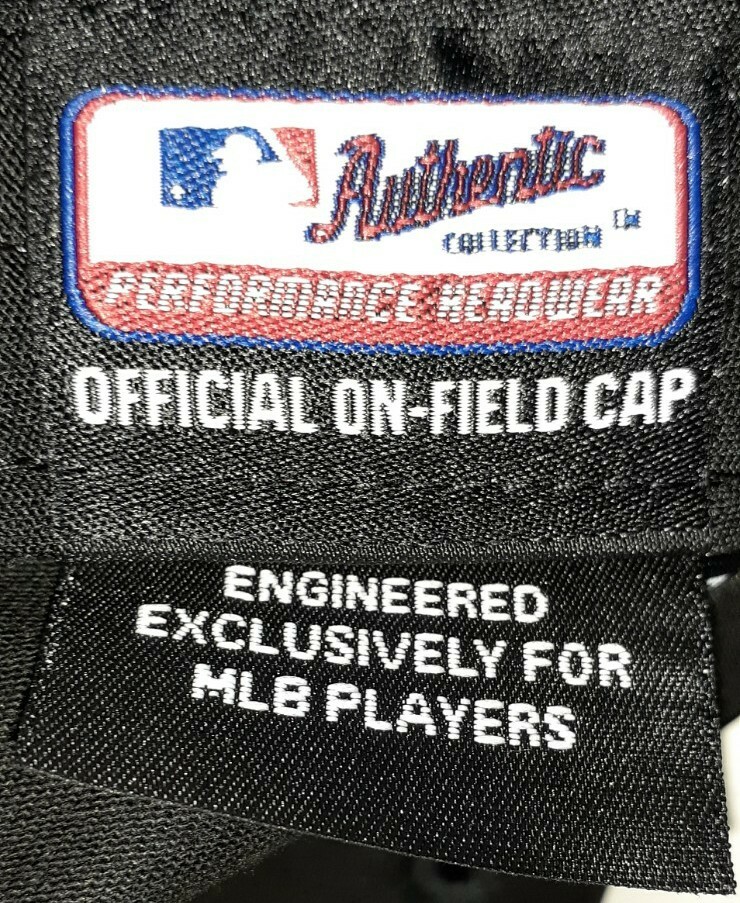 Authentic
COLLECTION TM
PERFORMANCE HEADWEAR
OFFICIAL ON-FIELD CAP
ENGINEERED
EXCLUSIVELY FOR
MLB PLAYERS